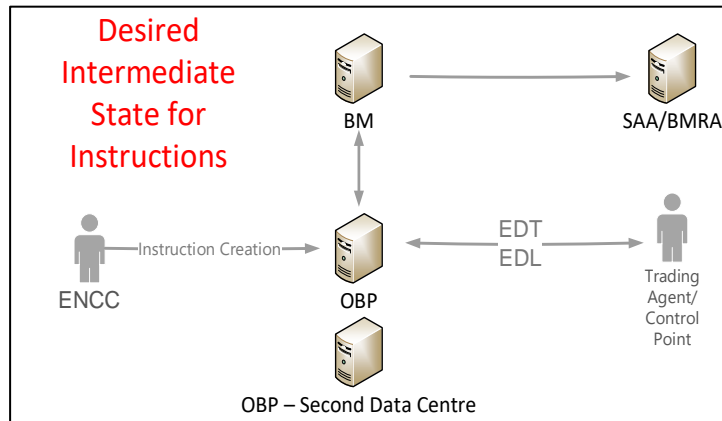 Desired
Intermediate
State for
Instructions
BM
SAA/BMRA
ENCC
Instruction Creation
OBP
EDT
EDL
Trading
Agent/
Control
Point
OBP – Second Data Centre